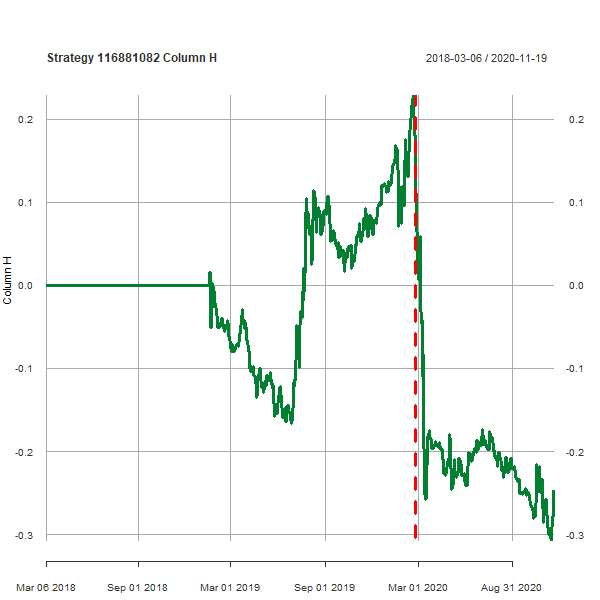 Strategy 116881082 Column H
2018-03-06 / 2020-11-19
Column H
0.2
0.2
0.1
0.1
0.0
0.0
-0.1
-0.1
-0.2
-0.2
-0.3
-0.3
Mar 06 2018
Sep 01 2018
Mar 01 2019
Sep 01 2019
Mar 01 2020
Aug 31 2020